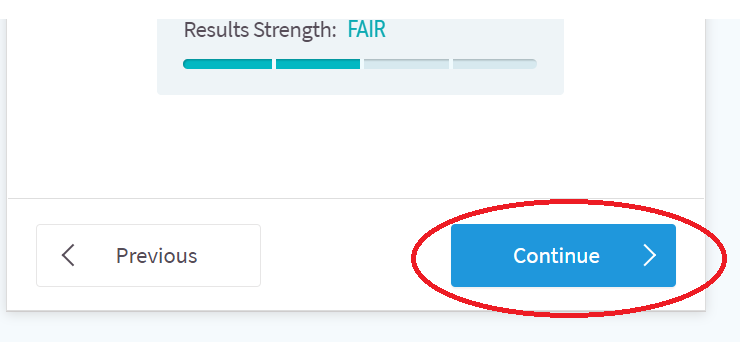 Results Strength: FAIR
Previous
Continue